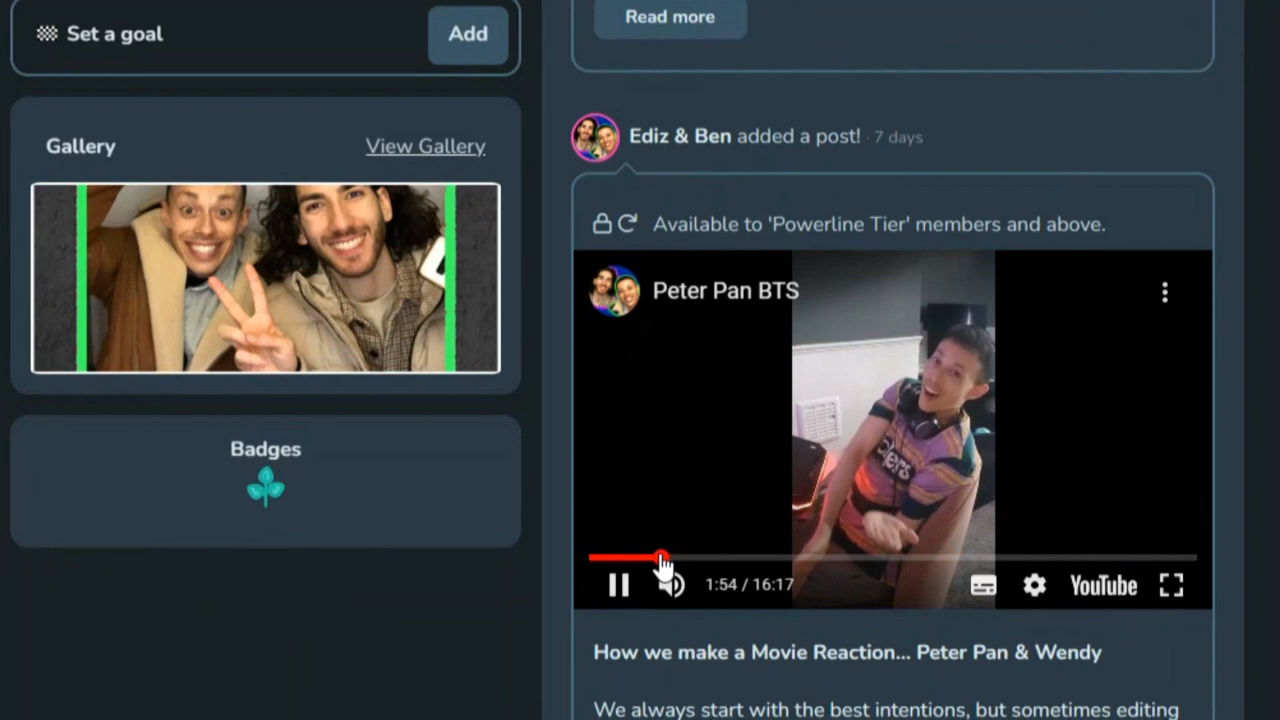 Set a goal
Add
Gallery
View Gallery
Badges
Read more
Ediz & Ben added a post! · 7 days
Available to 'Powerline Tier' members and above.
Peter Pan BTS
1:54 / 16:17
YouTube
How we make a Movie Reaction... Peter Pan & Wendy
We always start with the best intentions, but sometimes editing